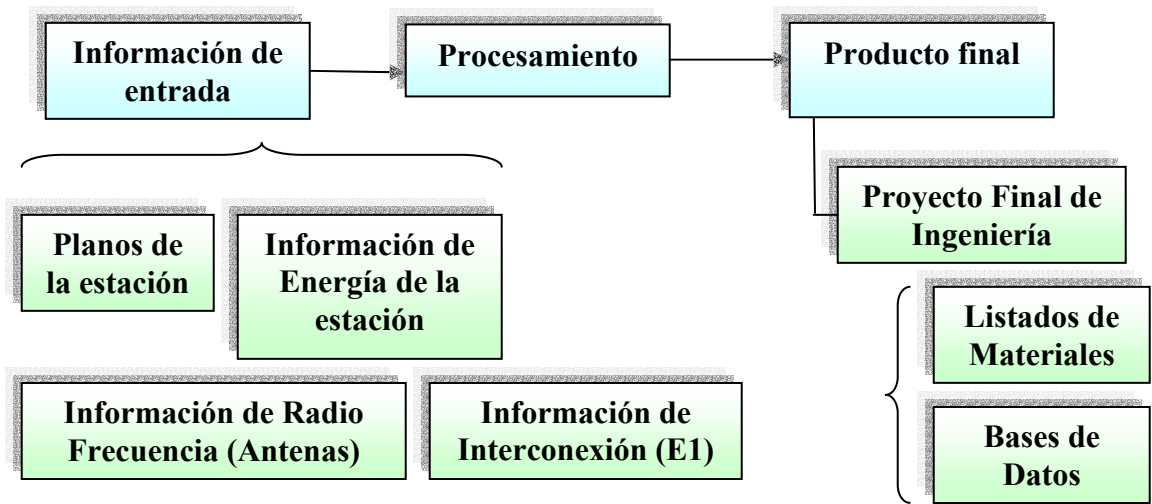 Información de
entrada
Procesamiento
Producto final
Proyecto Final de
Ingeniería
Planos de
la estación
Información de
Energía de la
estación
Listados de
Materiales
Información de Radio
Frecuencia (Antenas)
Información de
Interconexión (E1)
Bases de
Datos